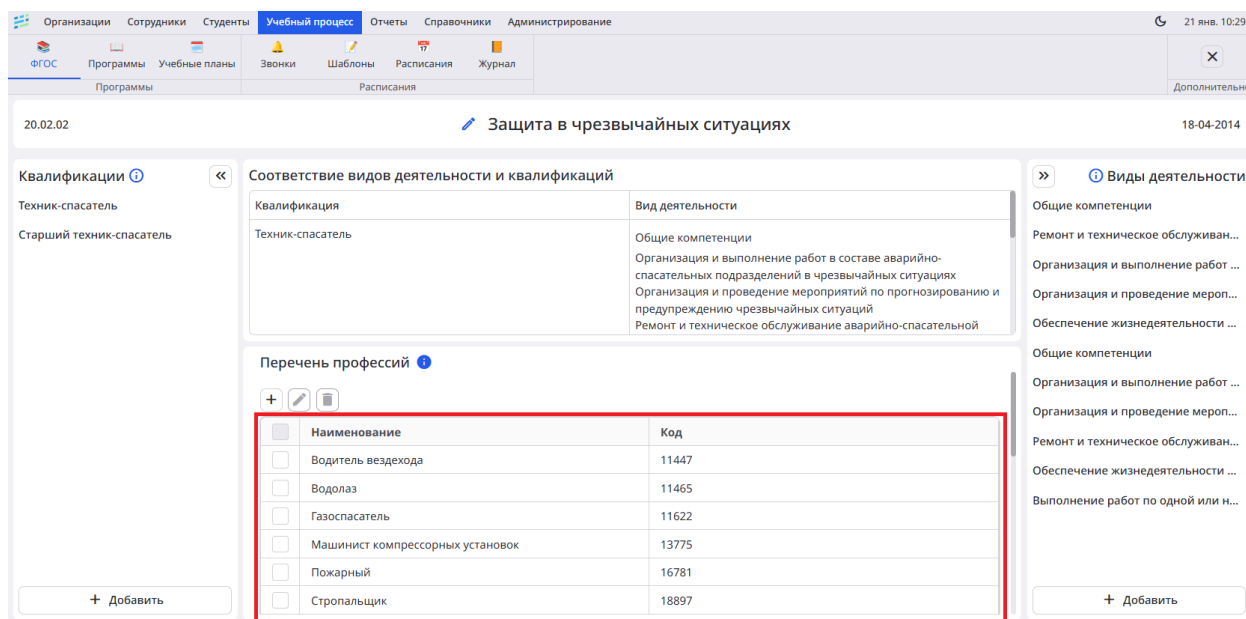 Организации Сотрудники Студенты Учебный процесс Отчеты Справочники Администрирование 21 янв. 10:29
ФГОС Программы Учебные планы Звонки Шаблоны Расписания Журнал
Программы Расписания Дополнительн
20.02.02 Защита в чрезвычайных ситуациях 18-04-2014
Квалификации
Техник-спасатель
Старший техник-спасатель
+ Добавить
Соответствие видов деятельности и квалификаций
Квалификация Вид деятельности
Техник-спасатель Общие компетенции
Организация и выполнение работ в составе аварийно-
спасательных подразделений в чрезвычайных ситуациях
Организация и проведение мероприятий по прогнозированию и
предупреждению чрезвычайных ситуаций
Ремонт и техническое обслуживание аварийно-спасательной
Перечень профессий
Наименование Код
Водитель вездехода 11447
Водолаз 11465
Газоспасатель 11622
Машинист компрессорных установок 13775
Пожарный 16781
Стропальщик 18897
Виды деятельности
Общие компетенции
Ремонт и техническое обслуживан...
Организация и выполнение работ ...
Организация и проведение мероп...
Обеспечение жизнедеятельности ...
Общие компетенции
Организация и выполнение работ ...
Организация и проведение мероп...
Ремонт и техническое обслуживан...
Обеспечение жизнедеятельности ...
Выполнение работ по одной или н...
+ Добавить